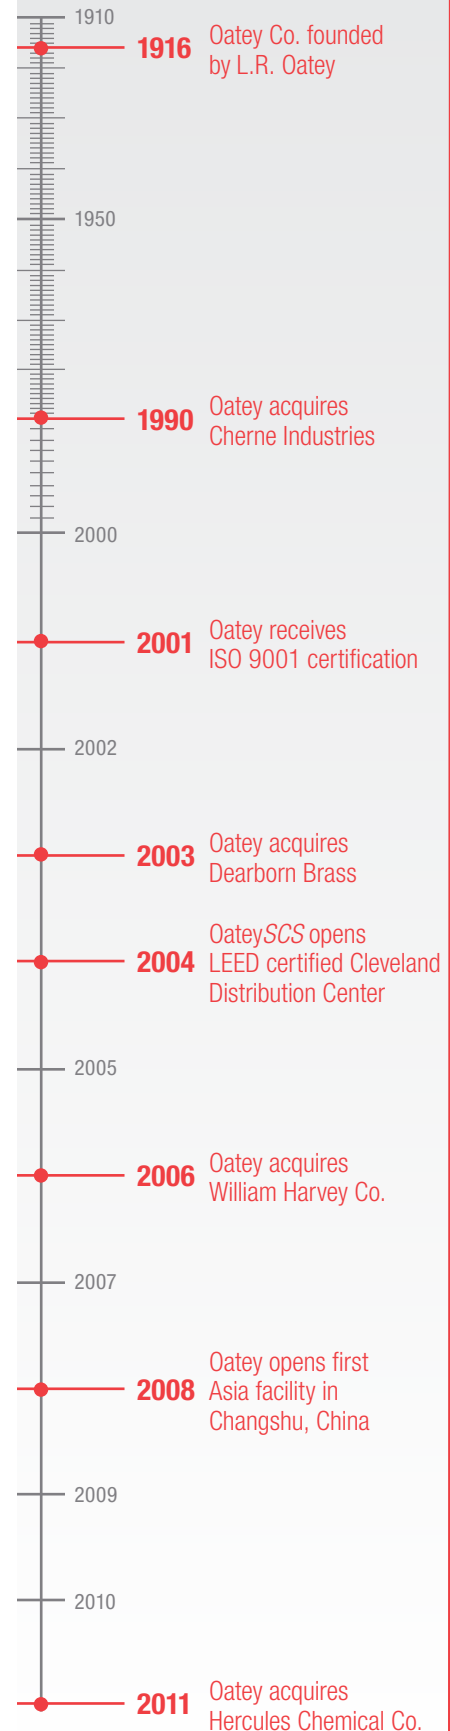 1910
1916
Oatey Co. founded
by L.R. Oatey
1950
1990
Oatey acquires
Cherne Industries
2000
2001
Oatey receives
ISO 9001 certification
2002
2003
Oatey acquires
Dearborn Brass
2004
OateySCS opens
LEED certified Cleveland
Distribution Center
2005
2006
Oatey acquires
William Harvey Co.
2007
2008
Oatey opens first
Asia facility in
Changshu, China
2009
2010
2011
Oatey acquires
Hercules Chemical Co.